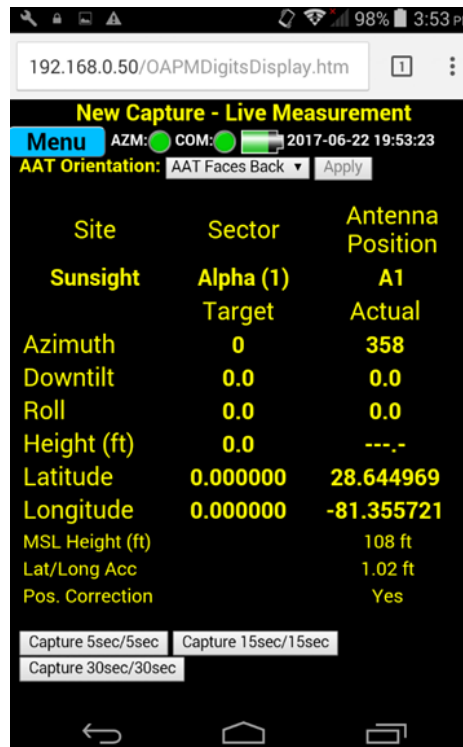 98% 3:53 P
192.168.0.50/OAPMDigitsDisplay.htm 1
New Capture - Live Measurement
Menu AZM: COM: 2017-06-22 19:53:23
AAT Orientation: AAT Faces Back Apply
Site Sector Antenna Position
Sunsight Alpha (1) A1
Target Actual
Azimuth 0 358
Downtilt 0.0 0.0
Roll 0.0 0.0
Height (ft) 0.0 ---.-
Latitude 0.000000 28.644969
Longitude 0.000000 -81.355721
MSL Height (ft) 108 ft
Lat/Long Acc 1.02 ft
Pos. Correction Yes
Capture 5sec/5sec Capture 15sec/15sec
Capture 30sec/30sec